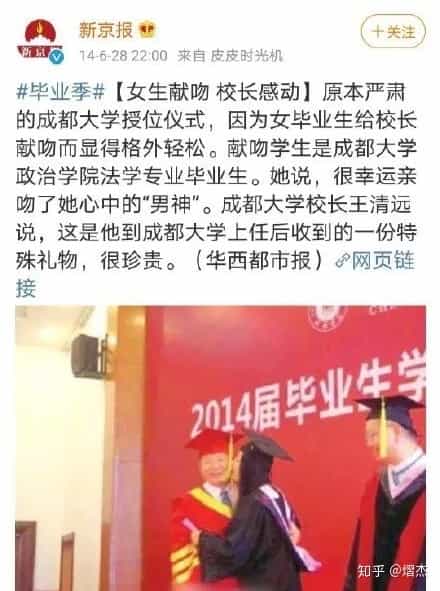 新京报
14-6-28 22:00 来自 皮皮时光机
+关注
新京报
#毕业季#【女生献吻 校长感动】原本严肃
的成都大学授位仪式，因为女毕业生给校长
献吻而显得格外轻松。献吻学生是成都大学
政治学院法学专业毕业生。她说，很幸运亲
吻了她心中的“男神”。成都大学校长王清远
说，这是他到成都大学上任后收到的一份特
殊礼物，很珍贵。（华西都市报）网页链
接
2014届毕业生学
知乎 @熠杰